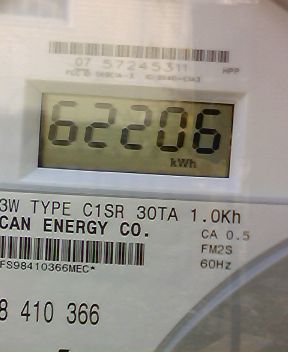 07 57245311
HPP
62206
kWh
3W TYPE C1SR 30TA 1.0Kh
CAN ENERGY CO.
CA 0.5
FM2S
FS98410366MEC*
60Hz
8 410 366